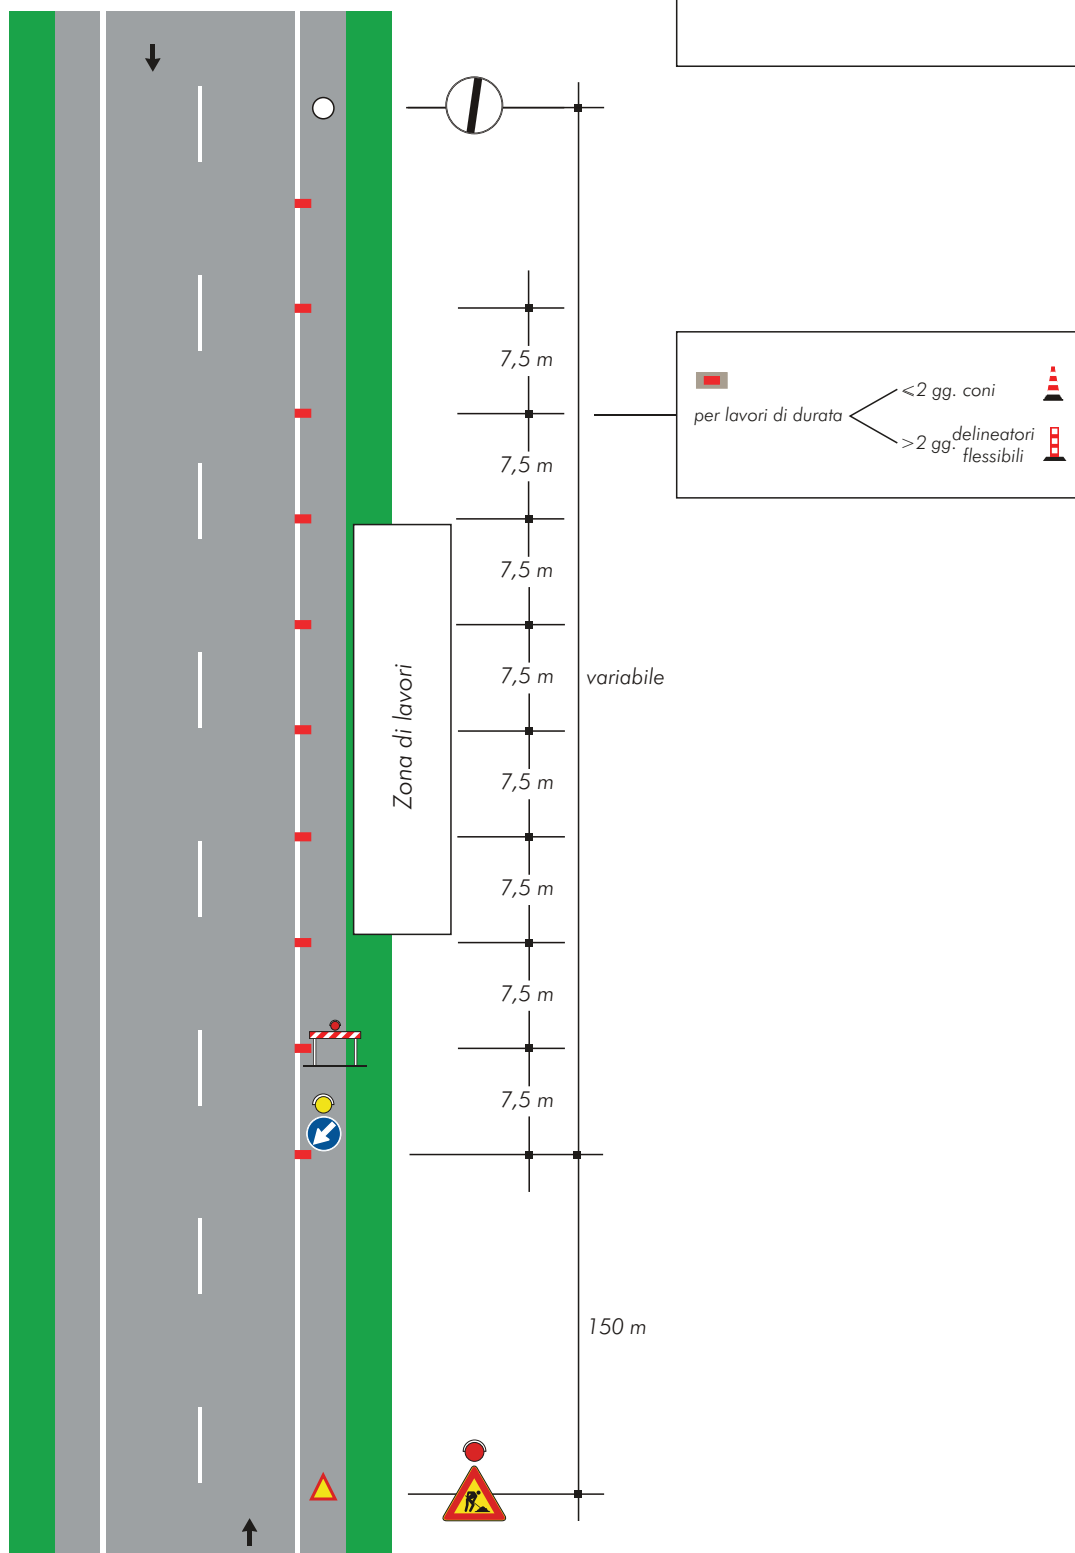 7,5 m
per lavori di durata
<2 gg. coni
>2 gg. delineatori
flessibili
7,5 m
7,5 m
7,5 m
variabile
Zona di lavori
7,5 m
7,5 m
7,5 m
7,5 m
150 m